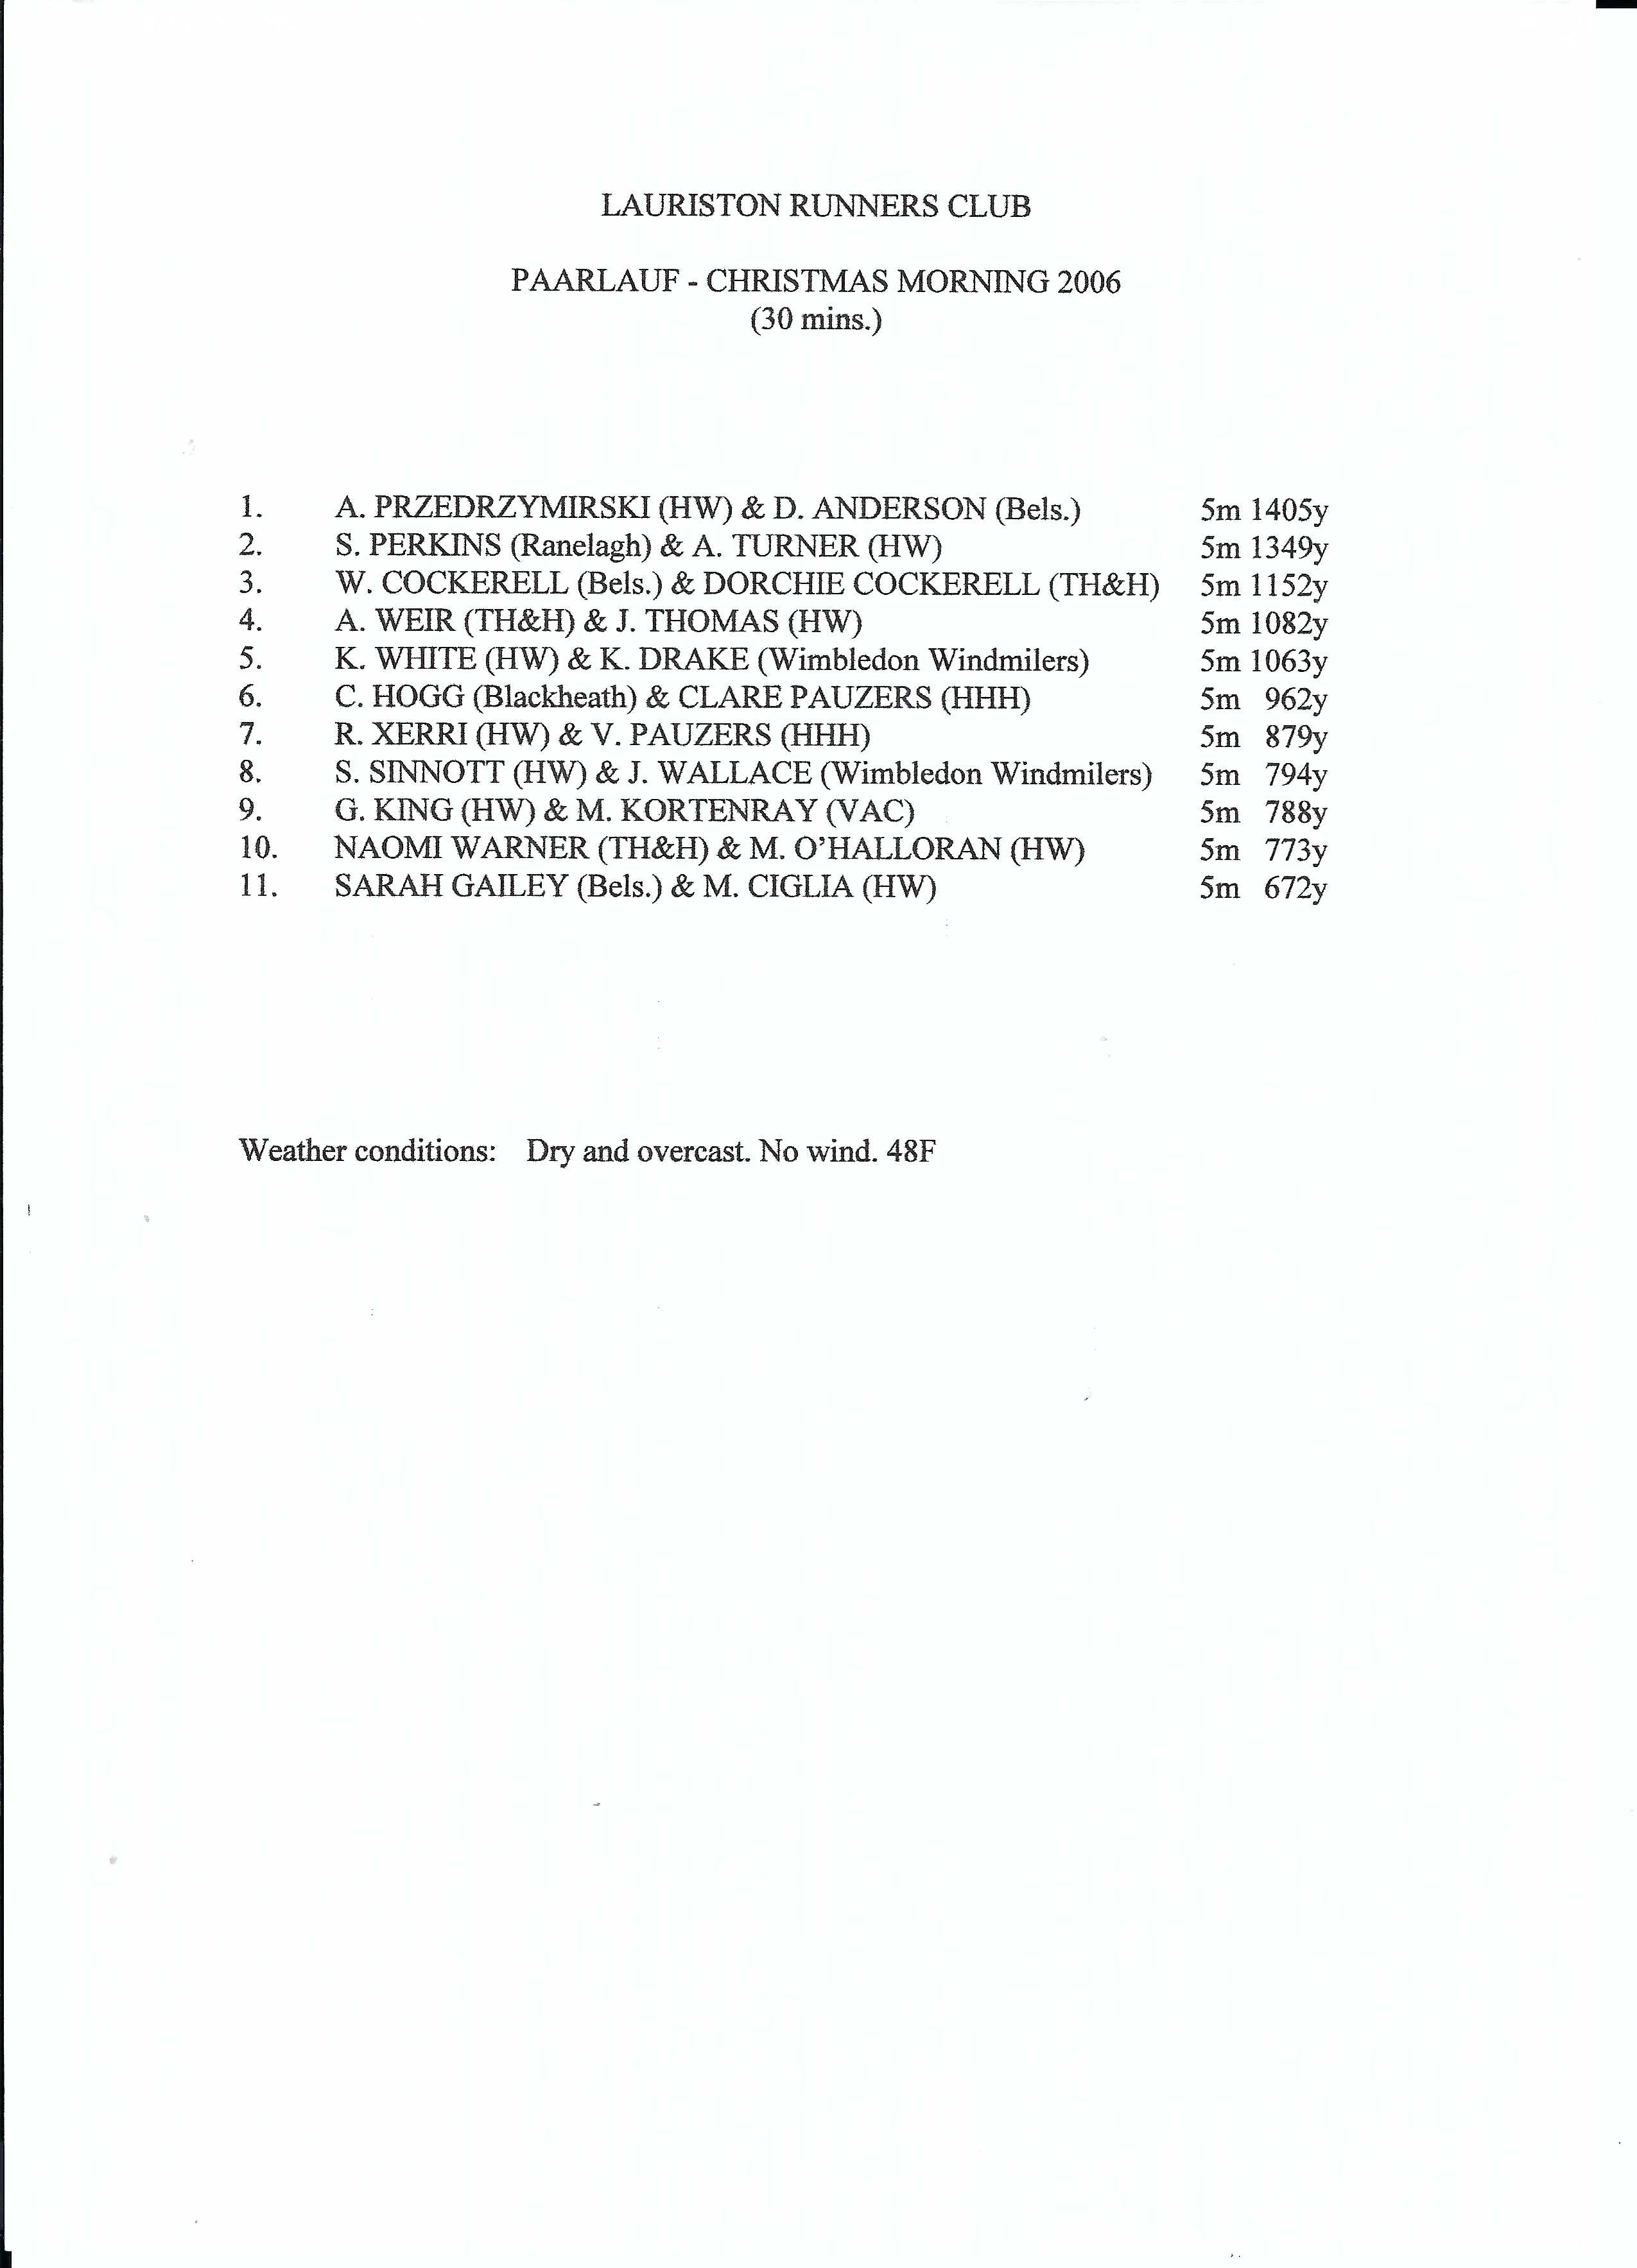 LAURISTON RUNNERS CLUB
PAARLAUF - CHRISTMAS MORNING 2006
(30 mins.)
1. A. PRZEDRZYMIRSKI (HW) & D. ANDERSON (Bels.) 5m 1405y
2. S. PERKINS (Ranelagh) & A. TURNER (HW) 5m 1349y
3. W. COCKERELL (Bels.) & DORCHIE COCKERELL (TH&H) 5m 1152y
4. A. WEIR (TH&H) & J. THOMAS (HW) 5m 1082y
5. K. WHITE (HW) & K. DRAKE (Wimbledon Windmilers) 5m 1063y
6. C. HOGG (Blackheath) & CLARE PAUZERS (HHH) 5m 962y
7. R. XERRI (HW) & V. PAUZERS (HHH) 5m 879y
8. S. SINNOTT (HW) & J. WALLACE (Wimbledon Windmilers) 5m 794y
9. G. KING (HW) & M. KORTENRAY (VAC) 5m 788y
10. NAOMI WARNER (TH&H) & M. O'HALLORAN (HW) 5m 773y
11. SARAH GAILEY (Bels.) & M. CIGLIA (HW) 5m 672y
Weather conditions: Dry and overcast. No wind. 48F